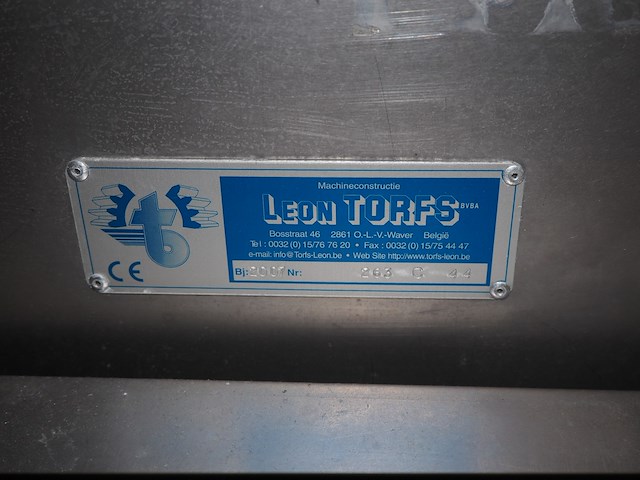 Machineconstructie
LEON TORFS BVBA
Bosstraat 46 2861 O.-L.-V.-Waver België
Tel : 0032 (0) 15/76 76 20 • Fax : 0032 (0) 15/75 44 47
e-mail: info@Torfs-Leon.be • Web Site http://www.torfs-leon.be
CE Bj: 2001 Nr: 263 C